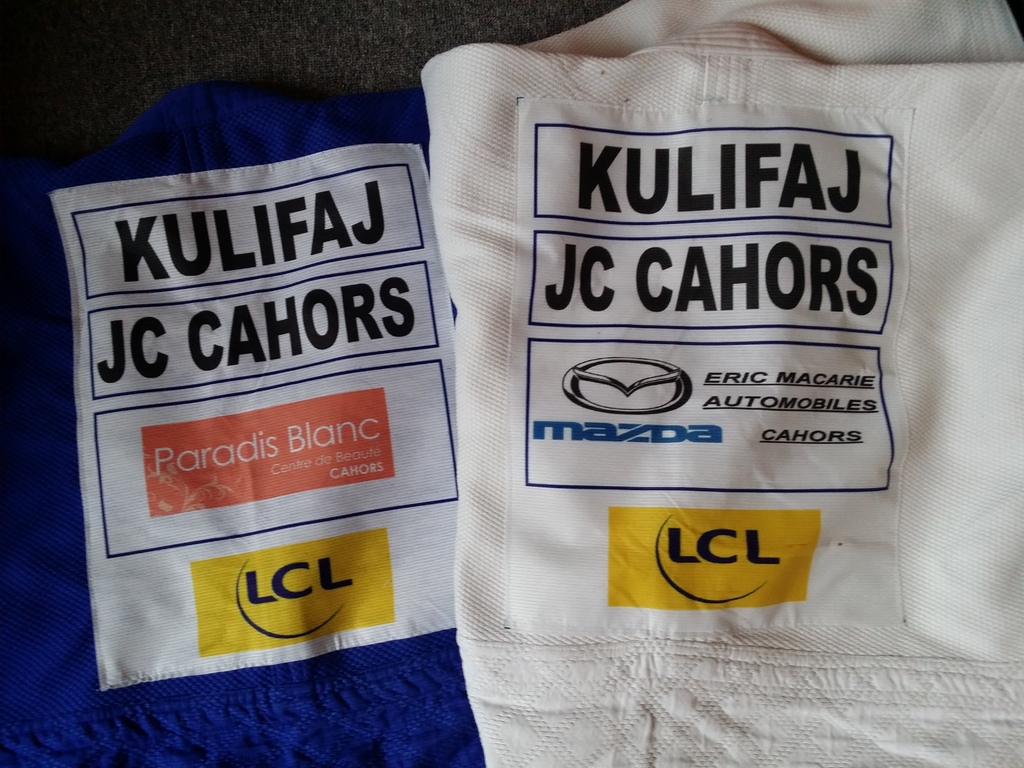 KULIFAJ
JC CAHORS
Paradis Blanc
Centre de Beauté
CAHORS
LCL
KULIFAJ
JC CAHORS
ERIC MACARIE
AUTOMOBILES
mazda CAHORS
LCL